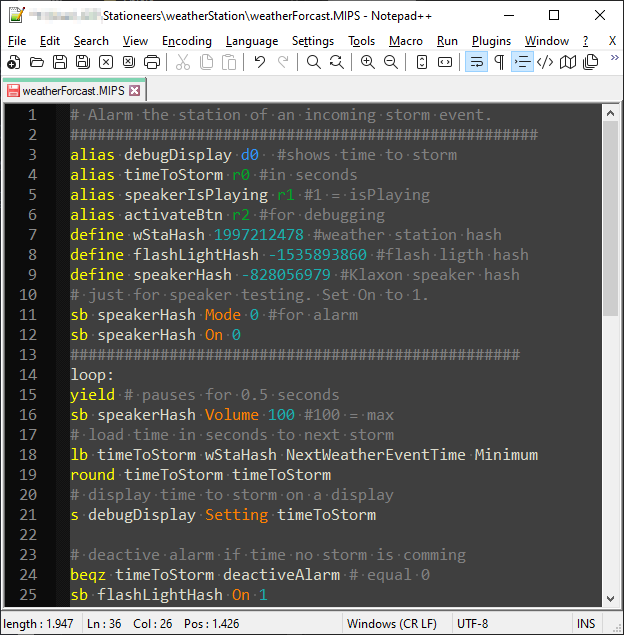 \Stationeers\weatherStation\weatherForcast.MIPS - Notepad++
File Edit Search View Encoding Language Settings Tools Macro Run Plugins Window ? X
weatherForcast.MIPS
1 # Alarm the station of an incoming storm event.
2 ####################################################
3 alias debugDisplay d0  #shows time to storm
4 alias timeToStorm r0 #in seconds
5 alias speakerIsPlaying r1 #1 = isPlaying
6 alias activateBtn r2 #for debugging
7 define wStaHash 1997212478 #weather station hash
8 define flashLightHash -1535893860 #flash ligth hash
9 define speakerHash -828056979 #Klaxon speaker hash
10 # just for speaker testing. Set On to 1.
11 sb speakerHash Mode 0 #for alarm
12 sb speakerHash On 0
13 ##################################################
14 loop:
15 yield # pauses for 0.5 seconds
16 sb speakerHash Volume 100 #100 = max
17 # load time in seconds to next storm
18 lb timeToStorm wStaHash NextWeatherEventTime Minimum
19 round timeToStorm timeToStorm
20 # display time to storm on a display
21 s debugDisplay Setting timeToStorm
22
23 # deactive alarm if time no storm is comming
24 beqz timeToStorm deactiveAlarm # equal 0
25 sb flashLightHash On 1
length : 1.947 Ln : 36 Col : 26 Pos : 1.426 Windows (CR LF) UTF-8 INS